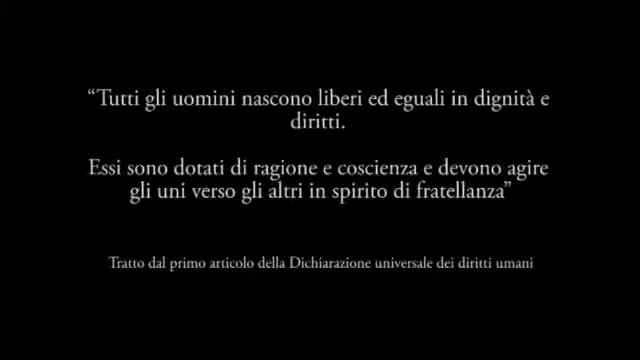 “Tutti gli uomini nascono liberi ed eguali in dignità e
diritti.
Essi sono dotati di ragione e coscienza e devono agire
gli uni verso gli altri in spirito di fratellanza”
Tratto dal primo articolo della Dichiarazione universale dei diritti umani